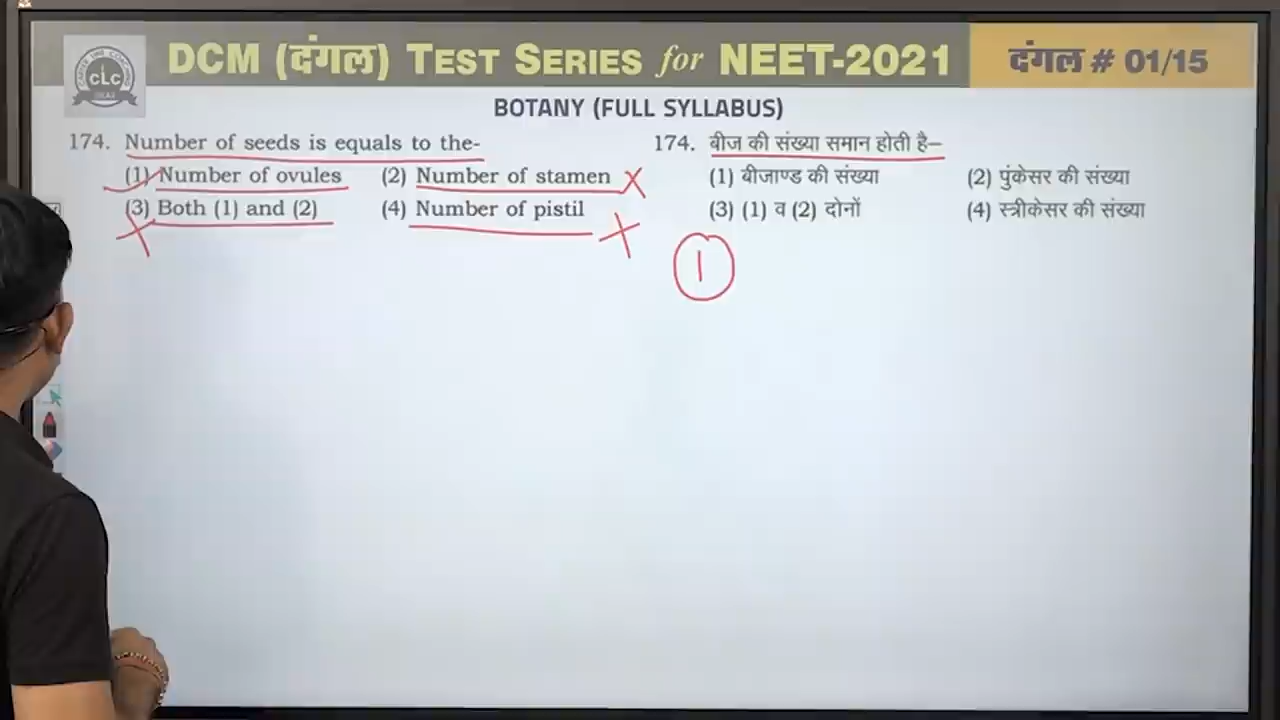 DCM (दंगल) TEST SERIES for NEET-2021
दंगल # 01/15
CLC
BOTANY (FULL SYLLABUS)
174. Number of seeds is equals to the-
(1) Number of ovules (2) Number of stamen
(3) Both (1) and (2) (4) Number of pistil
174. बीज की संख्या समान होती है–
(1) बीजाण्ड की संख्या (2) पुंकेसर की संख्या
(3) (1) व (2) दोनों (4) स्त्रीकेसर की संख्या
1